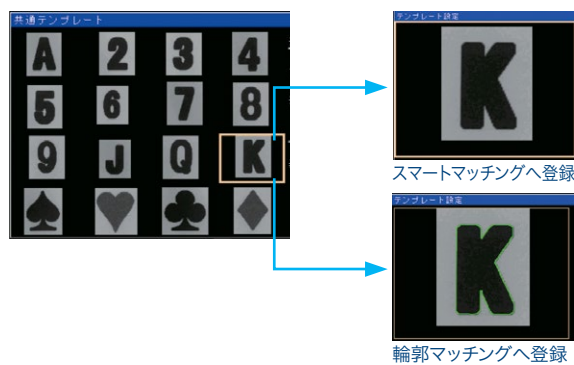 共通テンプレート
A 2 3 4
5 6 7 8
9 J Q K
テンプレート設定
K
スマートマッチングへ登録
テンプレート設定
K
輪郭マッチングへ登録